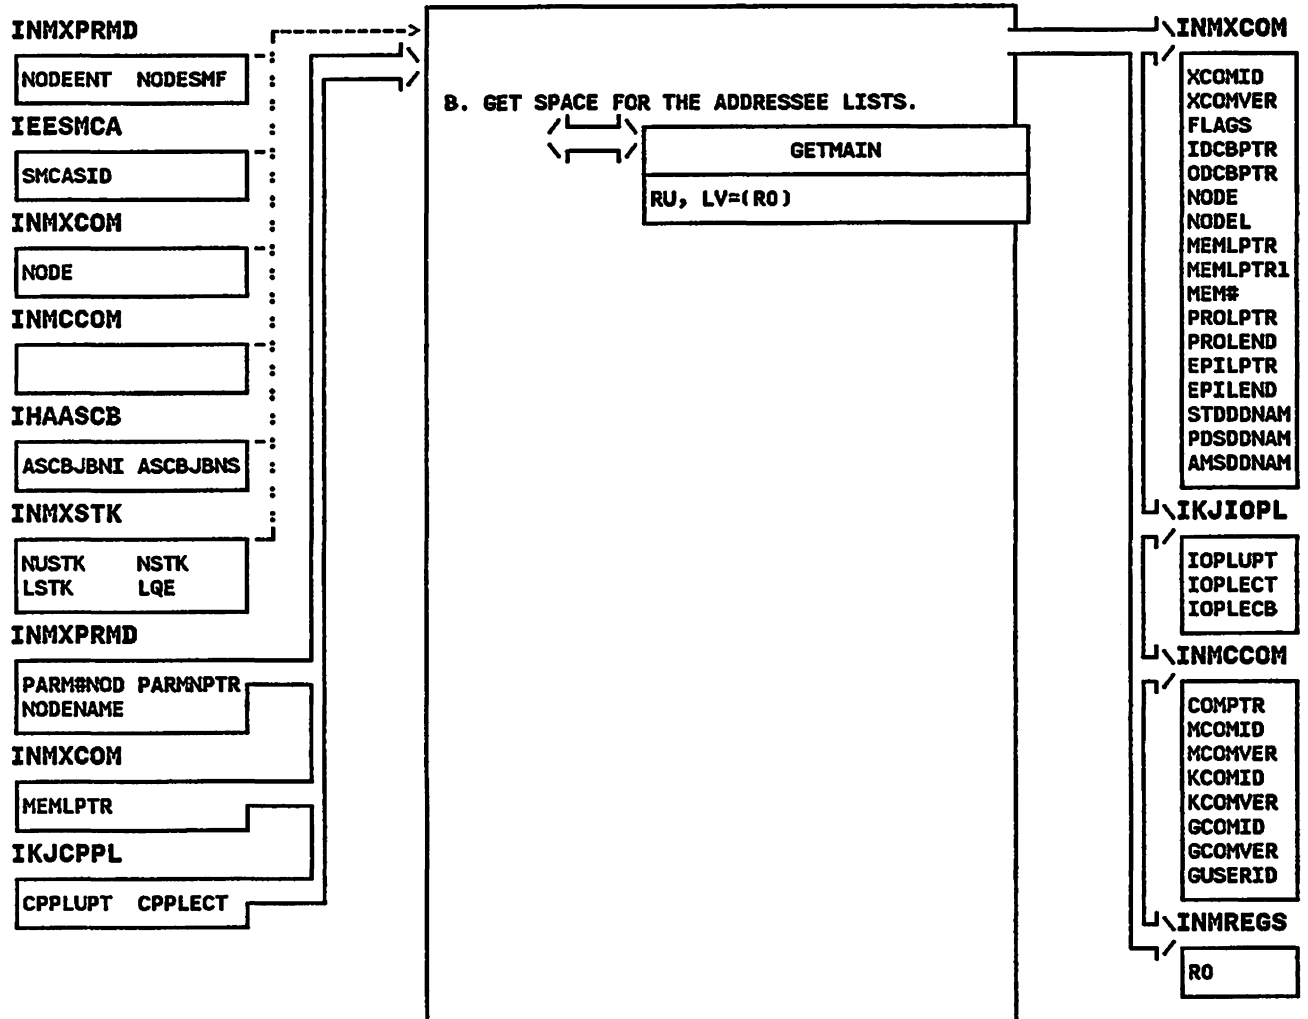 INMXPRMD
NODEENT NODESMF
IEESMCA
SMCASID
INMXCOM
NODE
INMCCOM
IHAASCB
ASCBJBNI ASCBJBNS
INMXSTK
NUSTK NSTK
LSTK LQE
INMXPRMD
PARM#NOD PARMNPTR
NODENAME
INMXCOM
MEMLPTR
IKJCPPL
CPPLUPT CPPLECT
B. GET SPACE FOR THE ADDRESSEE LISTS.
GETMAIN
RU, LV=(R0)
INMXCOM
XCOMID
XCOMVER
FLAGS
IDCBPTR
ODCBPTR
NODE
NODEL
MEMLPTR
MEMLPTR1
MEM#
PROLPTR
PROLEND
EPILPTR
EPILEND
STDDDNAM
PDSDDNAM
AMSDDNAM
IKJIOPL
IOPLUPT
IOPLECT
IOPLECB
INMCCOM
COMPTR
MCOMID
MCOMVER
KCOMID
KCOMVER
GCOMID
GCOMVER
GUSERID
INMREGS
R0